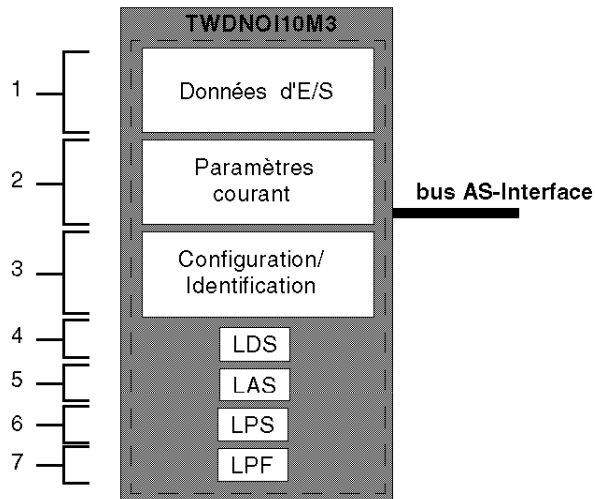 TWDNOI10M3
1
Données d'E/S
2
Paramètres
courant
bus AS-Interface
3
Configuration/
Identification
4
LDS
5
LAS
6
LPS
7
LPF